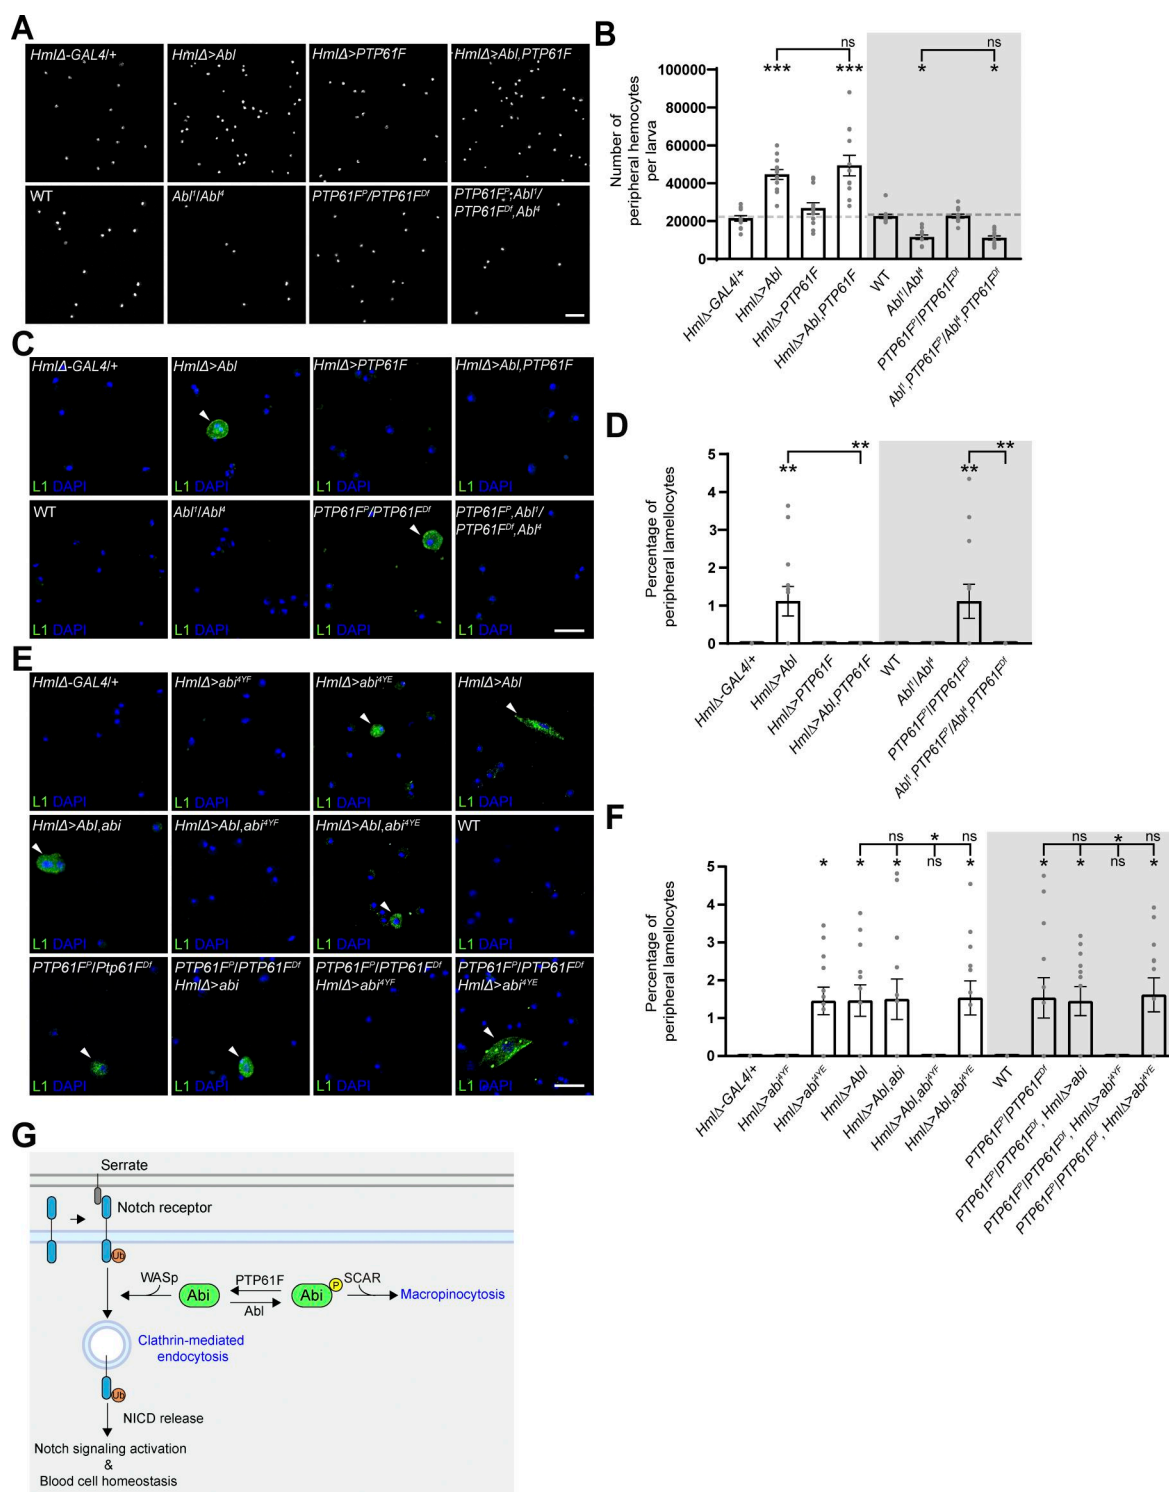 A
HmlΔ-GAL4/+
HmlΔ>Abl
HmlΔ>PTP61F
HmlΔ>Abl,PTP61F
WT
Abl¹/Abl⁴
PTP61Fᴾ/PTP61Fᴰᶠ
PTP61Fᴾ,Abl¹/
PTP61Fᴰᶠ,Abl⁴
B
Number of
peripheral hemocytes
per larva
100000
80000
60000
40000
20000
0
ns
***
***
ns
*
*
HmlΔ-GAL4/+
HmlΔ>Abl
HmlΔ>PTP61F
HmlΔ>Abl,PTP61F
WT
Abl¹/Abl⁴
PTP61Fᴾ/PTP61Fᴰᶠ
Abl¹,PTP61Fᴾ/Abl⁴,PTP61Fᴰᶠ
C
HmlΔ-GAL4/+
HmlΔ>Abl
HmlΔ>PTP61F
HmlΔ>Abl,PTP61F
L1 DAPI
L1 DAPI
L1 DAPI
L1 DAPI
WT
Abl¹/Abl⁴
PTP61Fᴾ/PTP61Fᴰᶠ
PTP61Fᴾ,Abl¹/
PTP61Fᴰᶠ,Abl⁴
L1 DAPI
L1 DAPI
L1 DAPI
L1 DAPI
D
Percentage of
peripheral lamellocytes
5
4
3
2
1
0
**
**
**
**
HmlΔ-GAL4/+
HmlΔ>Abl
HmlΔ>PTP61F
HmlΔ>Abl,PTP61F
WT
Abl¹/Abl⁴
PTP61Fᴾ/PTP61Fᴰᶠ
Abl¹,PTP61Fᴾ/Abl⁴,PTP61Fᴰᶠ
E
HmlΔ-GAL4/+
HmlΔ>abi⁴ʸᶠ
HmlΔ>abi⁴ʸᴱ
HmlΔ>Abl
L1 DAPI
L1 DAPI
L1 DAPI
L1 DAPI
HmlΔ>Abl,abi
HmlΔ>Abl,abi⁴ʸᶠ
HmlΔ>Abl,abi⁴ʸᴱ
WT
L1 DAPI
L1 DAPI
L1 DAPI
L1 DAPI
PTP61Fᴾ/Ptp61Fᴰᶠ
PTP61Fᴾ/PTP61Fᴰᶠ
HmlΔ>abi
PTP61Fᴾ/PTP61Fᴰᶠ
HmlΔ>abi⁴ʸᶠ
PTP61Fᴾ/PTP61Fᴰᶠ
HmlΔ>abi⁴ʸᴱ
L1 DAPI
L1 DAPI
L1 DAPI
L1 DAPI
F
Percentage of
peripheral lamellocytes
5
4
3
2
1
0
ns * ns
* * * ns *
ns * ns
* * ns *
HmlΔ-GAL4/+
HmlΔ>abi⁴ʸᶠ
HmlΔ>abi⁴ʸᴱ
HmlΔ>Abl
HmlΔ>Abl,abi
HmlΔ>Abl,abi⁴ʸᶠ
HmlΔ>Abl,abi⁴ʸᴱ
WT
PTP61Fᴾ/PTP61Fᴰᶠ
PTP61Fᴾ/PTP61Fᴰᶠ, HmlΔ>abi
PTP61Fᴾ/PTP61Fᴰᶠ, HmlΔ>abi⁴ʸᶠ
PTP61Fᴾ/PTP61Fᴰᶠ, HmlΔ>abi⁴ʸᴱ
G
Serrate
Notch receptor
Ub
WASp
Abi
PTP61F
Abl
Abi
P
SCAR
Macropinocytosis
Clathrin-mediated
endocytosis
Ub
NICD release
Notch signaling activation
&
Blood cell homeostasis